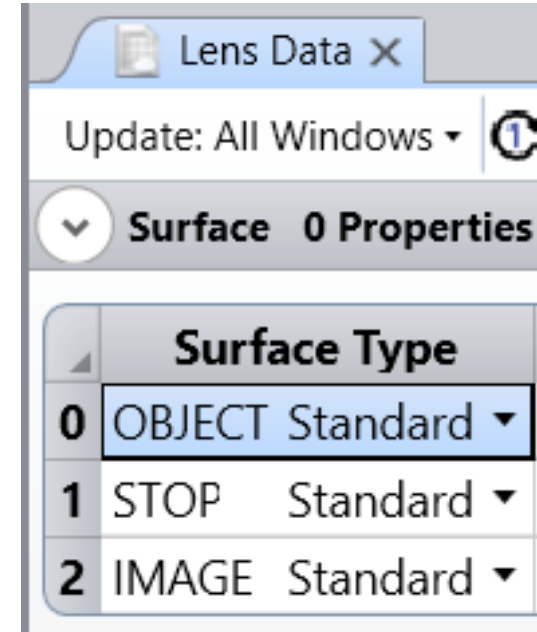 Lens Data
Update: All Windows 1
Surface 0 Properties
Surface Type
0 OBJECT Standard
1 STOP Standard
2 IMAGE Standard